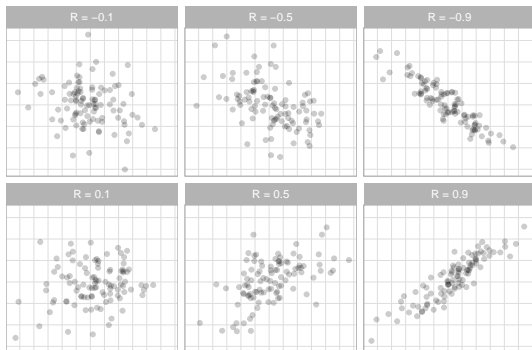 R = −0.1
R = −0.5
R = −0.9
R = 0.1
R = 0.5
R = 0.9